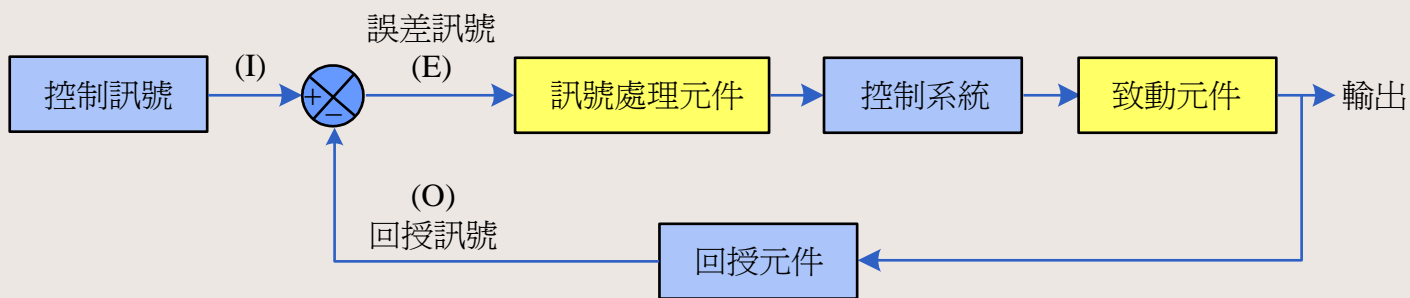 誤差訊號
(I)
(E)
控制訊號
+
−
訊號處理元件
控制系統
致動元件
輸出
(O)
回授訊號
回授元件